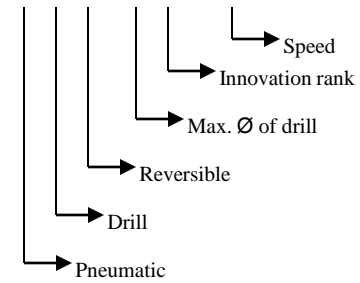 Speed
Innovation rank
Max. Ø of drill
Reversible
Drill
Pneumatic